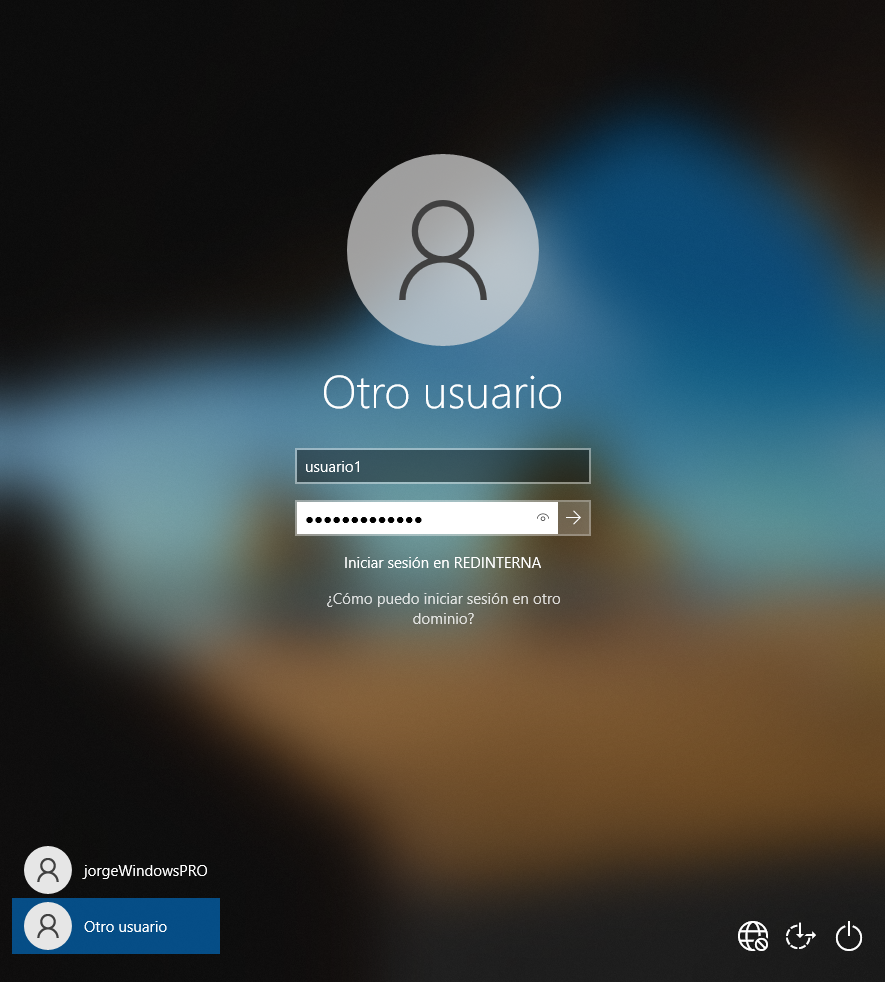 Otro usuario
usuario1
Iniciar sesión en REDINTERNA
¿Cómo puedo iniciar sesión en otro
dominio?
jorgeWindowsPRO
Otro usuario